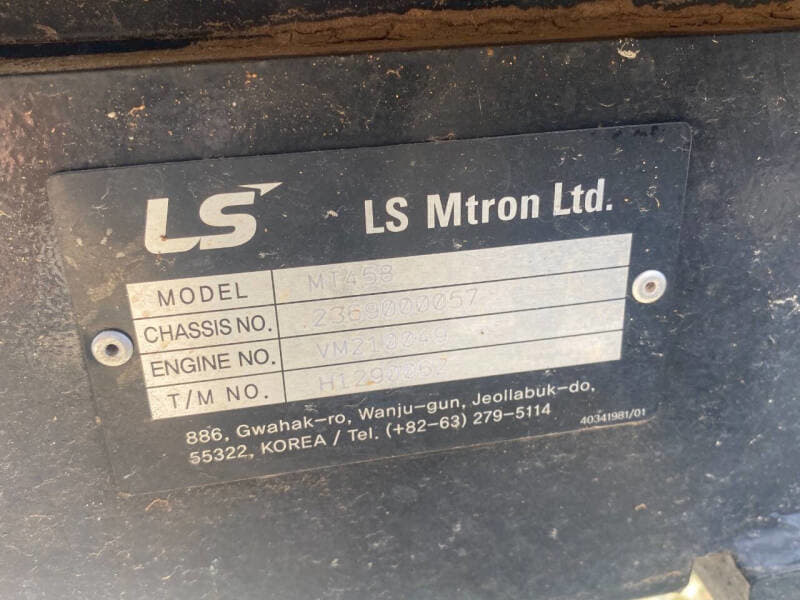 LS LS Mtron Ltd.
MODEL MT458
CHASSIS NO. 2369000057
ENGINE NO. VM210049
T/M NO. H1290060
886, Gwahak-ro, Wanju-gun, Jeollabuk-do,
55322, KOREA / Tel. (+82-63) 279-5114
40341981/01